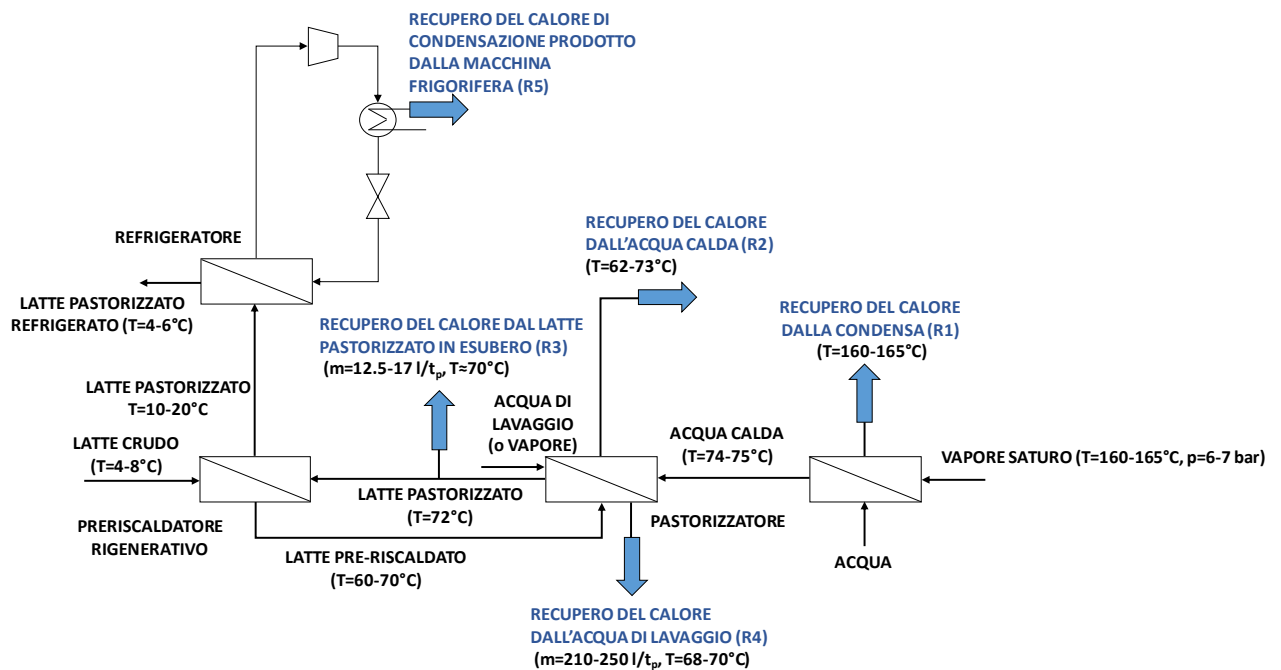 RECUPERO DEL CALORE DI
CONDENSAZIONE PRODOTTO
DALLA MACCHINA
FRIGORIFERA (R5)
REFRIGERATORE
LATTE PASTORIZZATO
REFRIGERATO (T=4-6°C)
RECUPERO DEL CALORE
DALL'ACQUA CALDA (R2)
(T=62-73°C)
RECUPERO DEL CALORE DAL LATTE
PASTORIZZATO IN ESUBERO (R3)
(m=12.5-17 l/tp, T≈70°C)
RECUPERO DEL CALORE
DALLA CONDENSA (R1)
(T=160-165°C)
LATTE PASTORIZZATO
T=10-20°C
ACQUA DI
LAVAGGIO
(o VAPORE)
LATTE CRUDO
(T=4-8°C)
ACQUA CALDA
(T=74-75°C)
VAPORE SATURO (T=160-165°C, p=6-7 bar)
LATTE PASTORIZZATO
(T=72°C)
PRERISCALDATORE
RIGENERATIVO
PASTORIZZATORE
LATTE PRE-RISCALDATO
(T=60-70°C)
ACQUA
RECUPERO DEL CALORE
DALL'ACQUA DI LAVAGGIO (R4)
(m=210-250 l/tp, T=68-70°C)